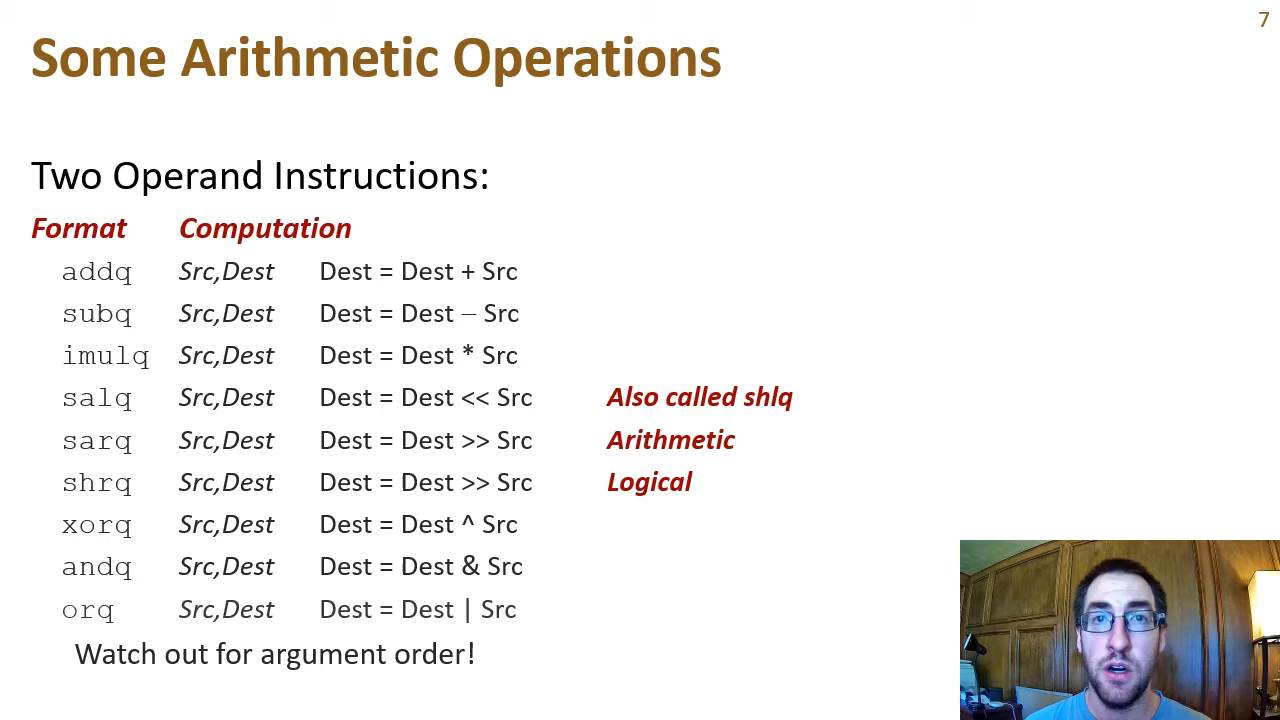 7
Some Arithmetic Operations
Two Operand Instructions:
Format Computation
addq Src,Dest Dest = Dest + Src
subq Src,Dest Dest – Src
imulq Src,Dest Dest = Dest * Src
salq Src,Dest Dest = Dest << Src Also called shlq
sarq Src,Dest Dest = Dest >> Src Arithmetic
shrq Src,Dest Dest = Dest >> Src Logical
xorq Src,Dest Dest = Dest ^ Src
andq Src,Dest Dest = Dest & Src
orq Src,Dest Dest = Dest | Src
Watch out for argument order!